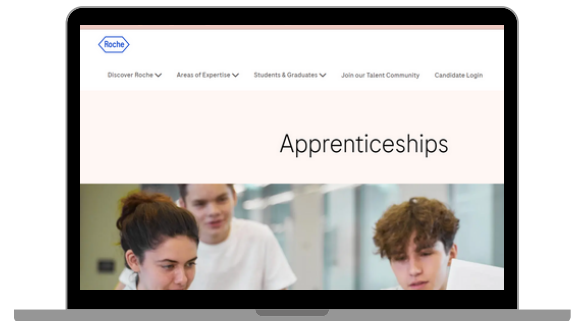 Roche
Discover Roche Areas of Expertise Students & Graduates Join our Talent Community Candidate Login
Apprenticeships